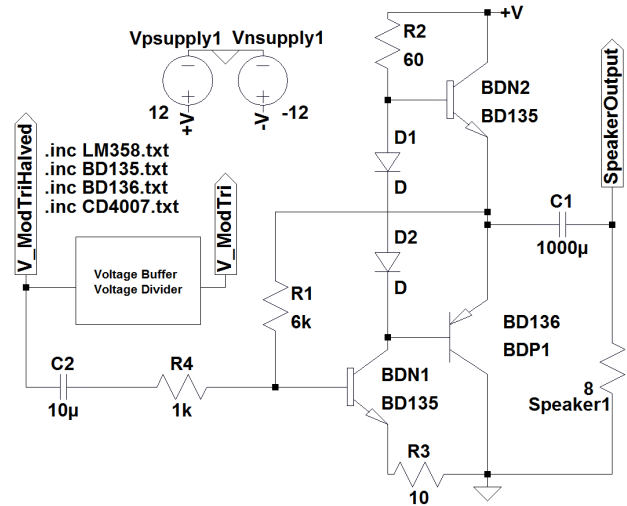 Vpsupply1 Vnsupply1
12
+V
-V
-12
R2
60
+V
BDN2
BD135
SpeakerOutput
V_ModTriHalved
.inc LM358.txt
.inc BD135.txt
.inc BD136.txt
.inc CD4007.txt
V_ModTri
D1
D
C1
1000µ
D2
D
Voltage Buffer
Voltage Divider
R1
6k
BD136
BDP1
C2
10µ
R4
1k
BDN1
BD135
8
Speaker1
R3
10